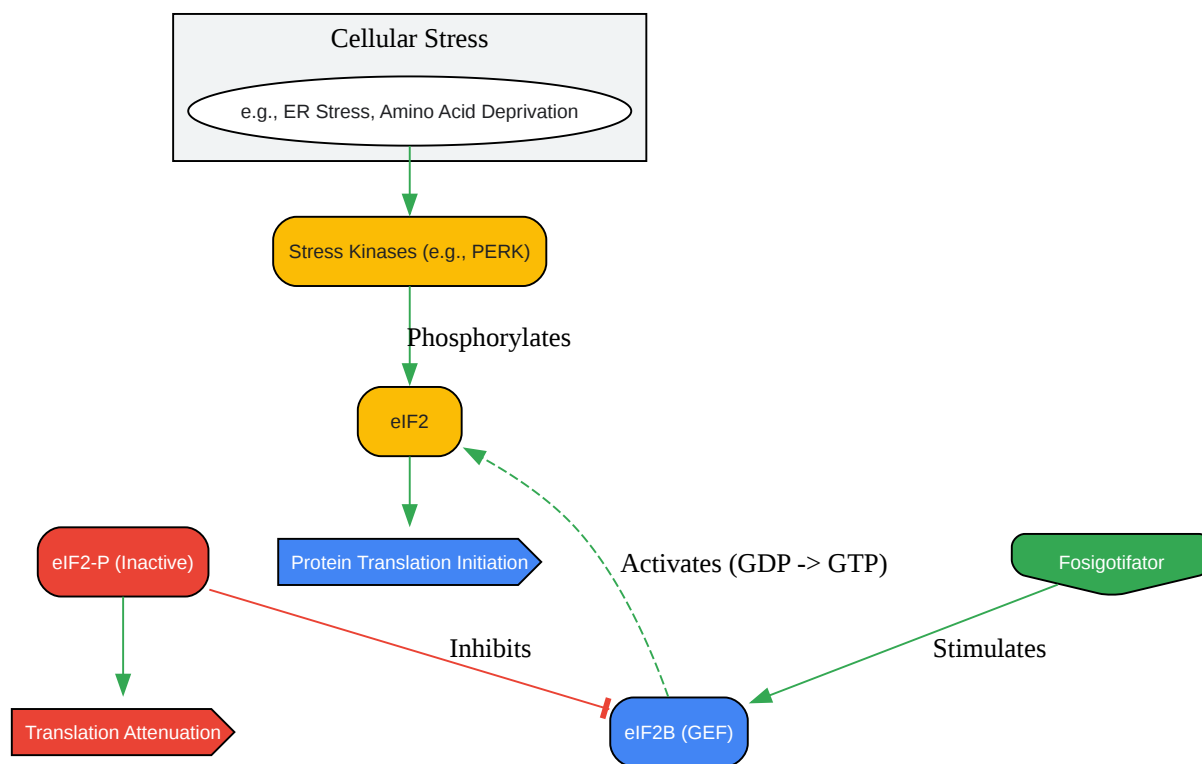 Cellular Stress
e.g., ER Stress, Amino Acid Deprivation
Stress Kinases (e.g., PERK)
Phosphorylates
eIF2
eIF2-P (Inactive)
Protein Translation Initiation
Activates (GDP -> GTP)
Fosigotifator
Inhibits
Stimulates
Translation Attenuation
eIF2B (GEF)